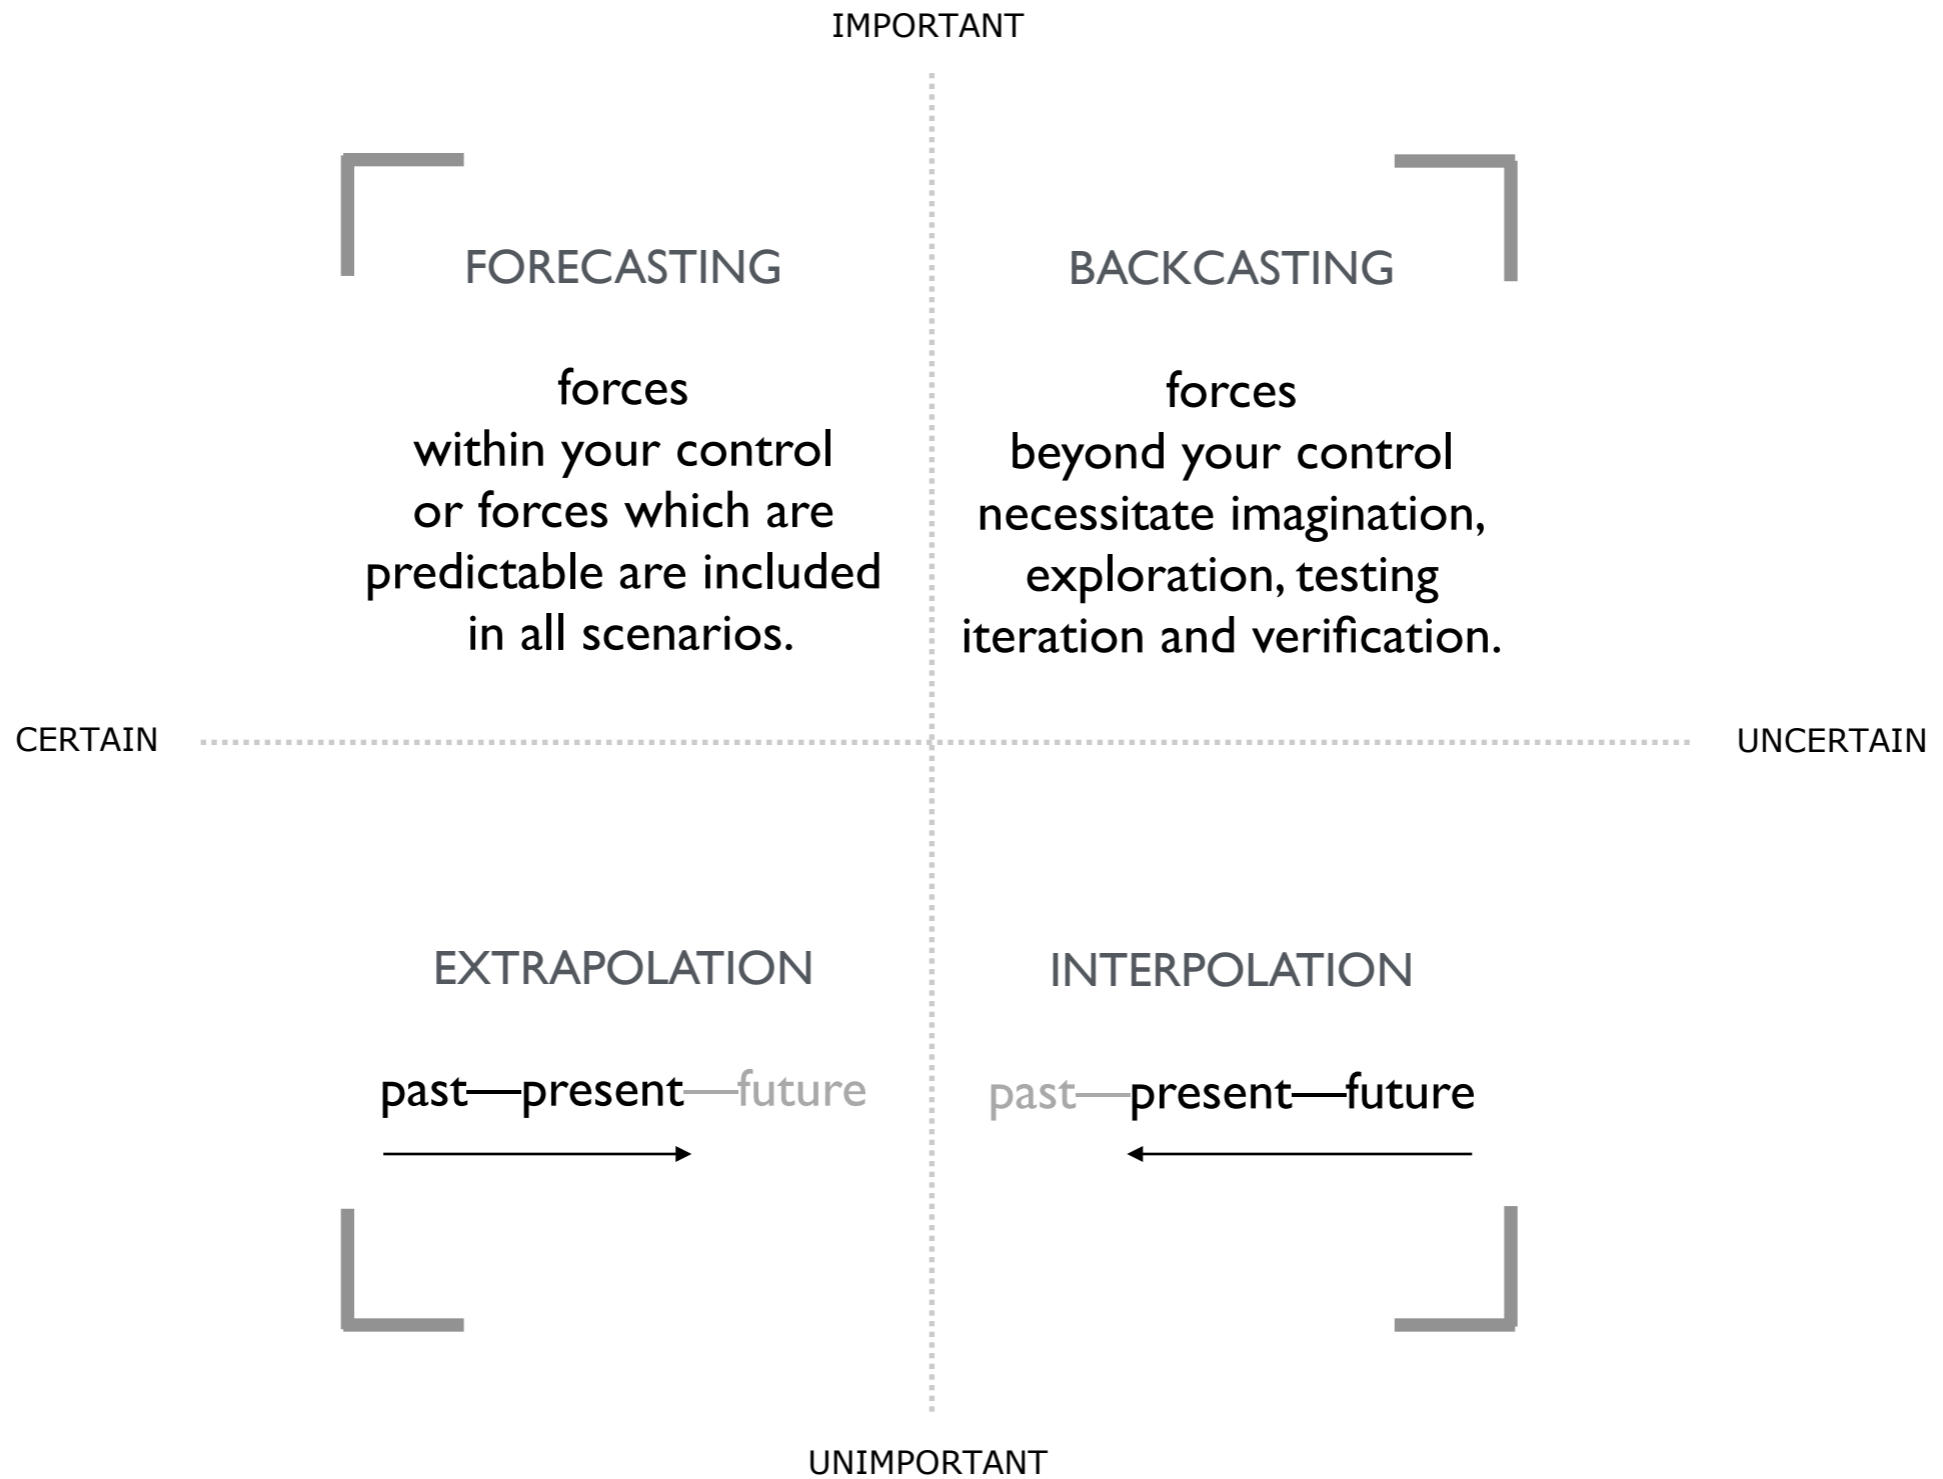 IMPORTANT
FORECASTING
forces
within your control
or forces which are
predictable are included
in all scenarios.
BACKCASTING
forces
beyond your control
necessitate imagination,
exploration, testing
iteration and verification.
CERTAIN
UNCERTAIN
EXTRAPOLATION
past—present—future
INTERPOLATION
past—present—future
UNIMPORTANT